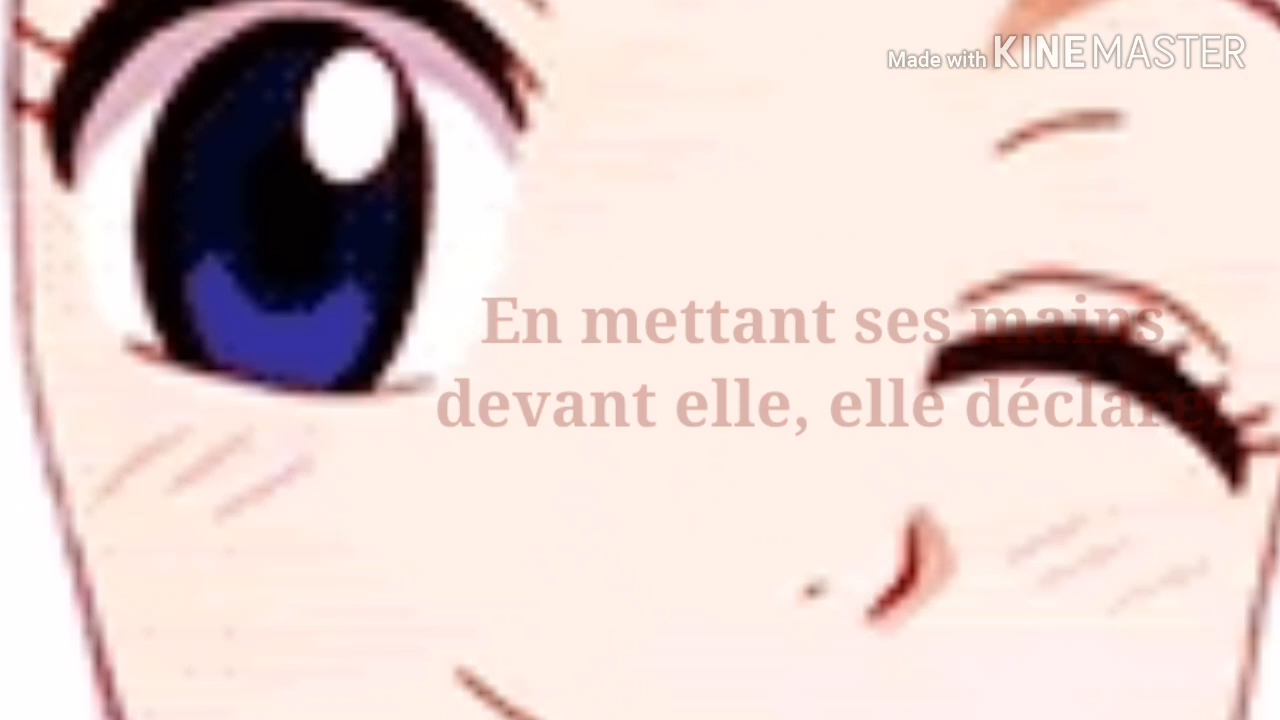 Made with KINEMASTER
En mettant ses mains
devant elle, elle déclare